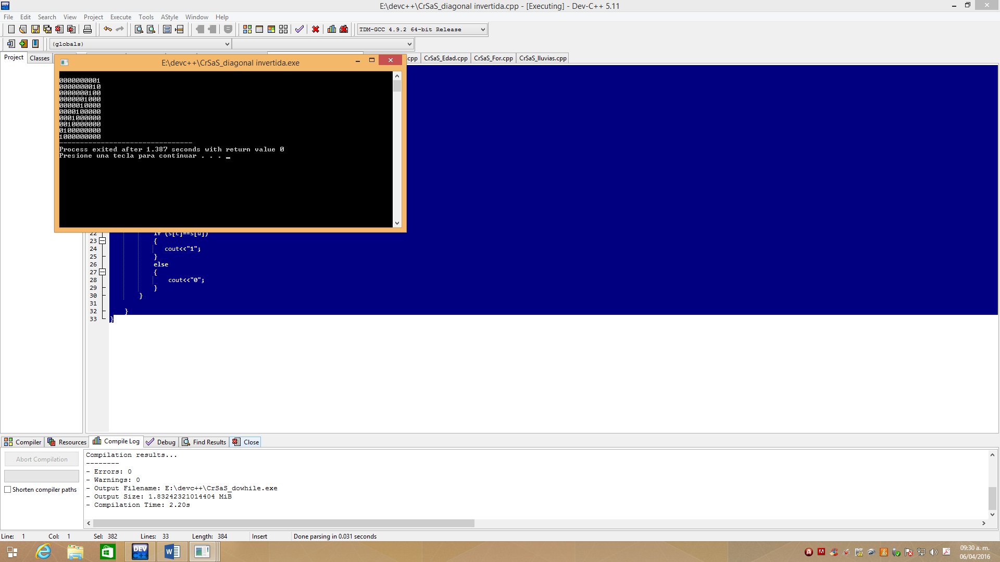 E:\devc++\CrSaS_diagonal invertida.cpp - [Executing] - Dev-C++ 5.11
File Edit Search View Project Execute Tools AStyle Window Help
TDM-GCC 4.9.2 64-bit Release
(globals)
Project Classes
.cpp CrSaS_Edad.cpp CrSaS_For.cpp CrSaS_lluvias.cpp
E:\devc++\CrSaS_diagonal invertida.exe
0000000001
0000000010
0000000100
0000001000
0000010000
0000100000
0001000000
0010000000
0100000000
1000000000
--------------------------------
Process exited after 1.387 seconds with return value 0
Presione una tecla para continuar . . . _
22 if (s[c]==s[u])
23 {
24 cout<<"1";
25 }
26 else
27 {
28 cout<<"0";
29 }
30 }
31
32 }
33 }
Compiler Resources Compile Log Debug Find Results Close
Abort Compilation
Shorten compiler paths
Compilation results...
--------
- Errors: 0
- Warnings: 0
- Output Filename: E:\devc++\CrSaS_dowhile.exe
- Output Size: 1.83242321014404 MiB
- Compilation Time: 2.20s
Line: 1 Col: 1 Sel: 382 Lines: 33 Length: 384 Insert Done parsing in 0.031 seconds
DEV C++
09:30 a. m.
06/04/2016